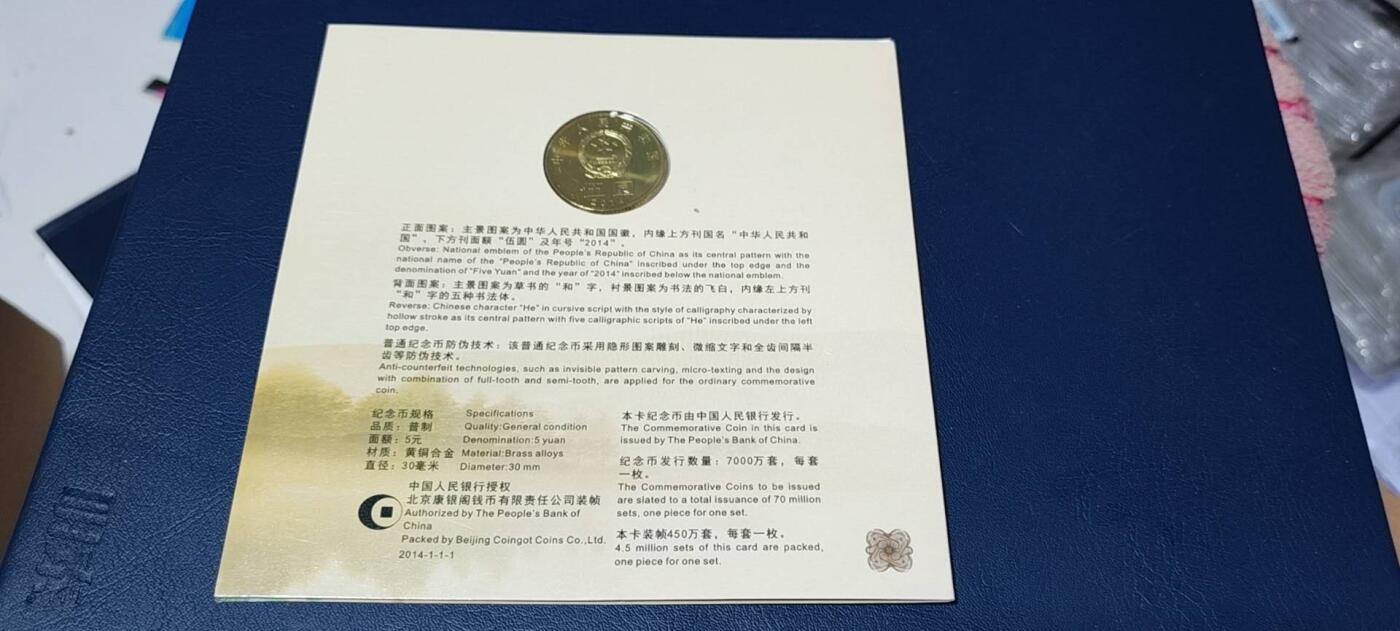 中华人民共和国
伍圆
2014
正面图案：主景图案为中华人民共和国国徽，内缘上方刊国名“中华人民共和
国”、下方刊面额“伍圆”及年号“2014”。
Obverse: National emblem of the People's Republic of China as its central pattern with the
national name of the "People's Republic of China" inscribed under the top edge and the
denomination of "Five Yuan" and the year of "2014" inscribed below the national emblem.
背面图案：主景图案为草书的“和”字，衬景图案为书法的飞白，内缘左上方刊
“和”字的五种书法体。
Reverse: Chinese character "He" in cursive script with the style of calligraphy characterized by
hollow stroke as its central pattern with five calligraphic scripts of "He" inscribed under the left
top edge.
普通纪念币防伪技术：该普通纪念币采用隐形图案雕刻、微缩文字和全齿间隔半
齿等防伪技术。
Anti-counterfeit technologies, such as invisible pattern carving, micro-texting and the design
with combination of full-tooth and semi-tooth, are applied for the ordinary commemorative
coin.
纪念币规格 Specifications
品质：普制 Quality:General condition
面额：5元 Denomination:5 yuan
材质：黄铜合金 Material:Brass alloys
直径：30毫米 Diameter:30 mm
中国人民银行授权
北京康银阁钱币有限责任公司装帧
Authorized by The People's Bank of
China
Packed by Beijing Coingot Coins Co.,Ltd.
2014-1-1-1
本卡纪念币由中国人民银行发行。
The Commemorative Coin in this card is
issued by The People's Bank of China.
纪念币发行数量：7000万套，每套
一枚。
The Commemorative Coins to be issued
are slated to a total issuance of 70 million
sets, one piece for one set.
本卡装帧450万套，每套一枚。
4.5 million sets of this card are packed,
one piece for one set.